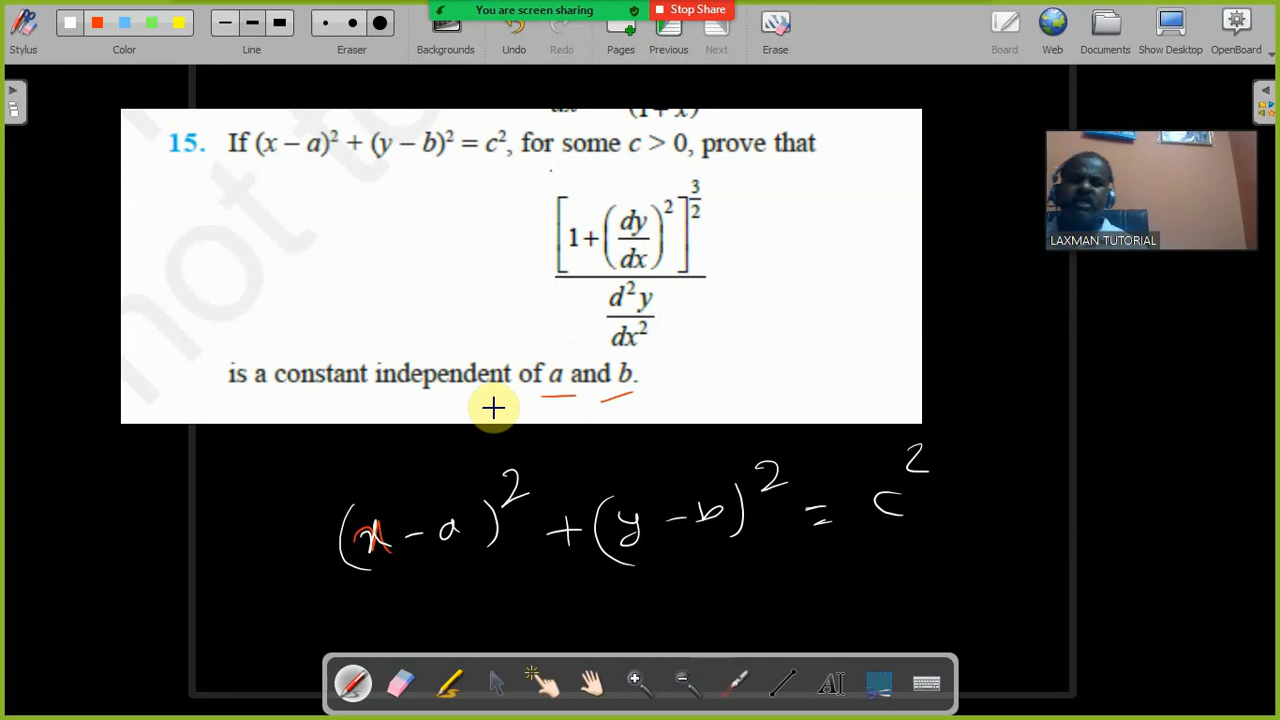 You are screen sharing Stop Share
Stylus Color Line Eraser Backgrounds Undo Redo Pages Previous Next Erase Board Web Documents Show Desktop OpenBoard
15. If (x – a)² + (y – b)² = c², for some c > 0, prove that
[1+(dy/dx)²]^(3/2)
d²y/dx²
is a constant independent of a and b.
not
LAXMAN TUTORIAL
(x - a)² + (y - b)² = c²
AI